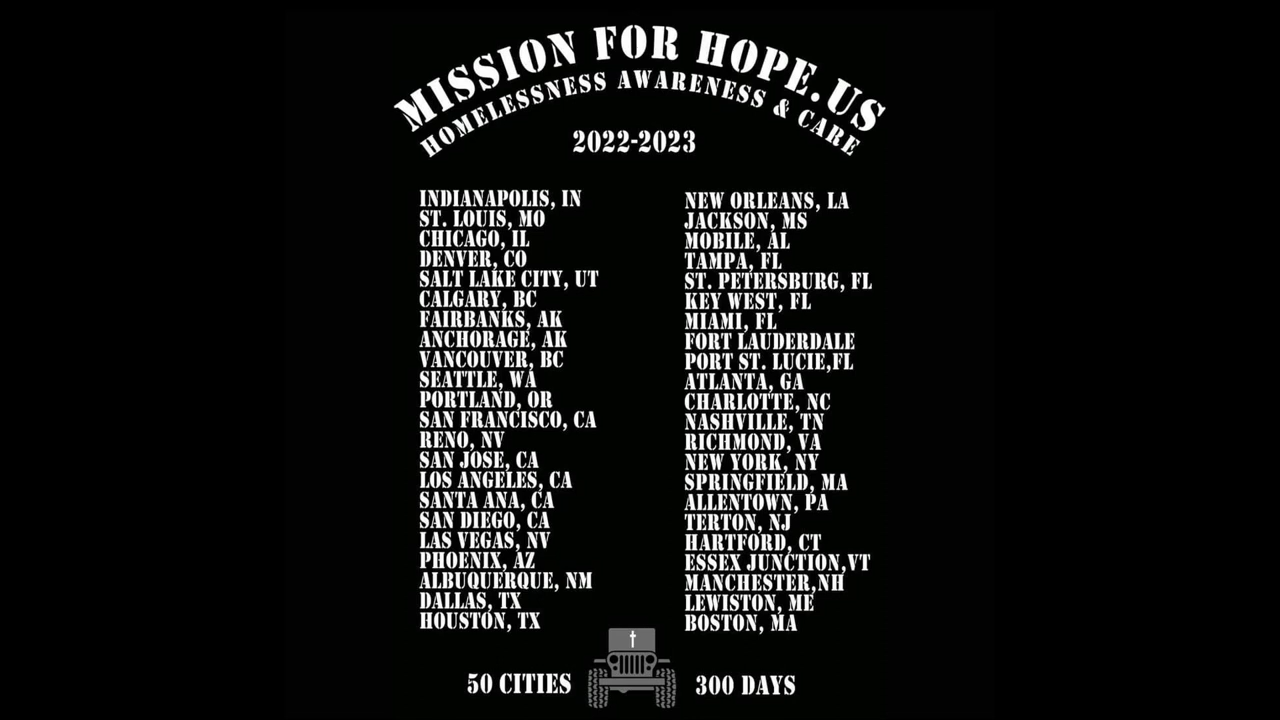 MISSION FOR HOPE.US
HOMELESSNESS AWARENESS & CARE
2022-2023
INDIANAPOLIS, IN
ST. LOUIS, MO
CHICAGO, IL
DENVER, CO
SALT LAKE CITY, UT
CALGARY, BC
FAIRBANKS, AK
ANCHORAGE, AK
VANCOUVER, BC
SEATTLE, WA
PORTLAND, OR
SAN FRANCISCO, CA
RENO, NV
SAN JOSE, CA
LOS ANGELES, CA
SANTA ANA, CA
SAN DIEGO, CA
LAS VEGAS, NV
PHOENIX, AZ
ALBUQUERQUE, NM
DALLAS, TX
HOUSTON, TX
NEW ORLEANS, LA
JACKSON, MS
MOBILE, AL
TAMPA, FL
ST. PETERSBURG, FL
KEY WEST, FL
MIAMI, FL
FORT LAUDERDALE
PORT ST. LUCIE,FL
ATLANTA, GA
CHARLOTTE, NC
NASHVILLE, TN
RICHMOND, VA
NEW YORK, NY
SPRINGFIELD, MA
ALLENTOWN, PA
TERTON, NJ
HARTFORD, CT
ESSEX JUNCTION,VT
MANCHESTER,NH
LEWISTON, ME
BOSTON, MA
50 CITIES 300 DAYS